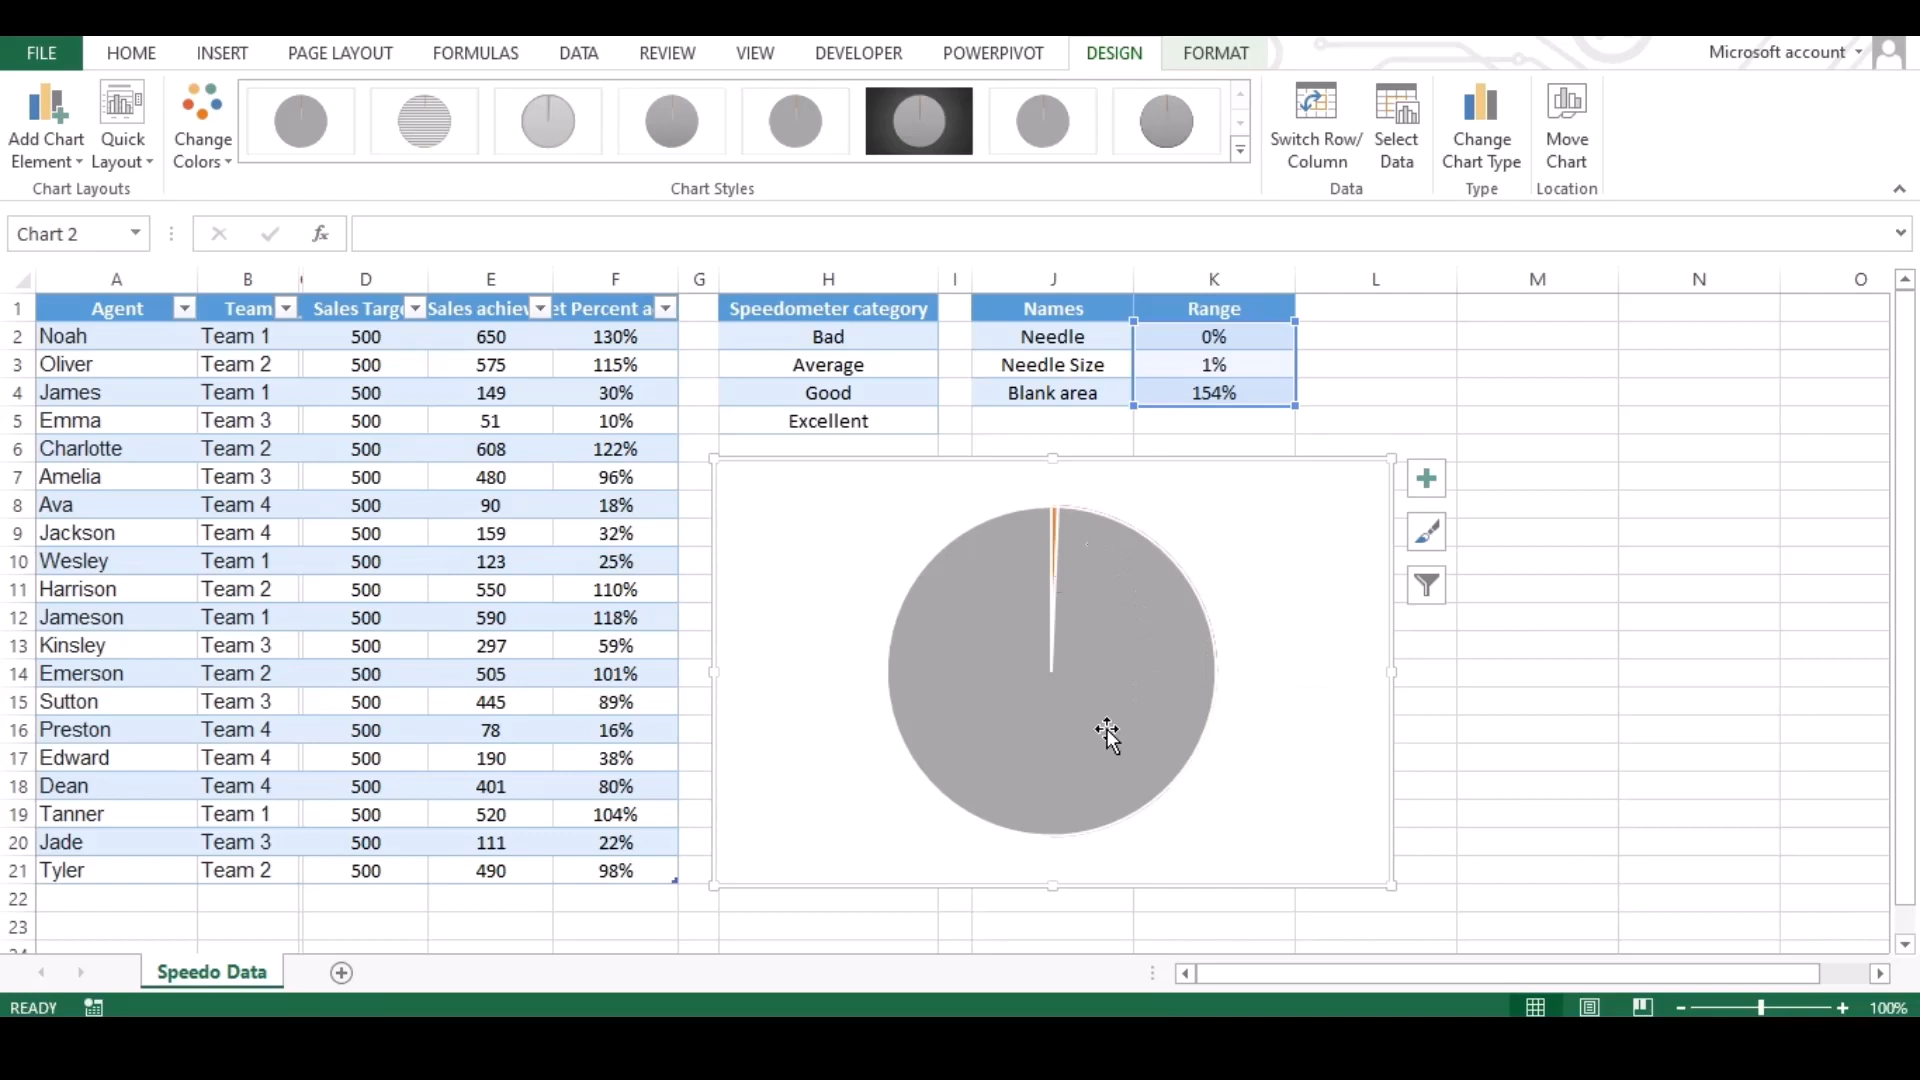 FILE HOME INSERT PAGE LAYOUT FORMULAS DATA REVIEW VIEW DEVELOPER POWERPIVOT DESIGN FORMAT Microsoft account
Add Chart Element
Quick Layout
Change Colors
Switch Row/ Column
Select Data
Change Chart Type
Move Chart
Chart Layouts Chart Styles Data Type Location
Chart 2 fx
A B D E F G H I J K L M N O
1 Agent Team Sales Targe Sales achiev et Percent a Speedometer category Names Range
2 Noah Team 1 500 650 130% Bad Needle 0%
3 Oliver Team 2 500 575 115% Average Needle Size 1%
4 James Team 1 500 149 30% Good Blank area 154%
5 Emma Team 3 500 51 10% Excellent
6 Charlotte Team 2 500 608 122%
7 Amelia Team 3 500 480 96%
8 Ava Team 4 500 90 18%
9 Jackson Team 4 500 159 32%
10 Wesley Team 1 500 123 25%
11 Harrison Team 2 500 550 110%
12 Jameson Team 1 500 590 118%
13 Kinsley Team 3 500 297 59%
14 Emerson Team 2 500 505 101%
15 Sutton Team 3 500 445 89%
16 Preston Team 4 500 78 16%
17 Edward Team 4 500 190 38%
18 Dean Team 4 500 401 80%
19 Tanner Team 1 500 520 104%
20 Jade Team 3 500 111 22%
21 Tyler Team 2 500 490 98%
22
23
Speedo Data
READY 100%